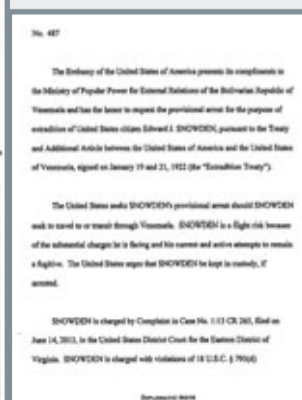 No. 487
The Embassy of the United States of America presents its compliments to
the Ministry of Popular Power for External Relations of the Bolivarian Republic of
Venezuela and has the honor to request the provisional arrest for the purpose of
extradition of United States citizen Edward J. SNOWDEN, pursuant to the Treaty
and Additional Article between the United States of America and the United States
of Venezuela, signed on January 19 and 21, 1922 (the "Extradition Treaty").
The United States seeks SNOWDEN's provisional arrest should SNOWDEN
seek to travel to or transit through Venezuela. SNOWDEN is a flight risk because
of the substantial charges he is facing and his current and active attempts to remain
a fugitive. The United States urges that SNOWDEN be kept in custody, if
arrested.
SNOWDEN is charged by Complaint in Case No. 1:13 CR 265, filed on
June 14, 2013, in the United States District Court for the Eastern District of
Virginia. SNOWDEN is charged with violations of 18 U.S.C. § 793(d)
DIPLOMATIC NOTE